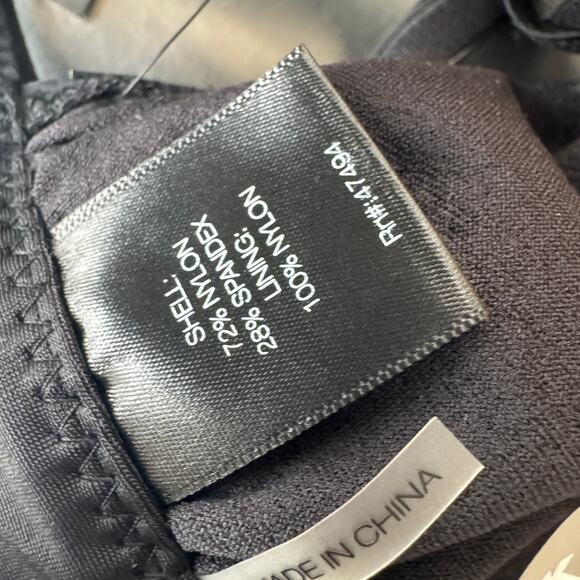 SHELL:
72% NYLON
28% SPANDEX
LINING:
100% NYLON
Rn#:47494
MADE IN CHINA